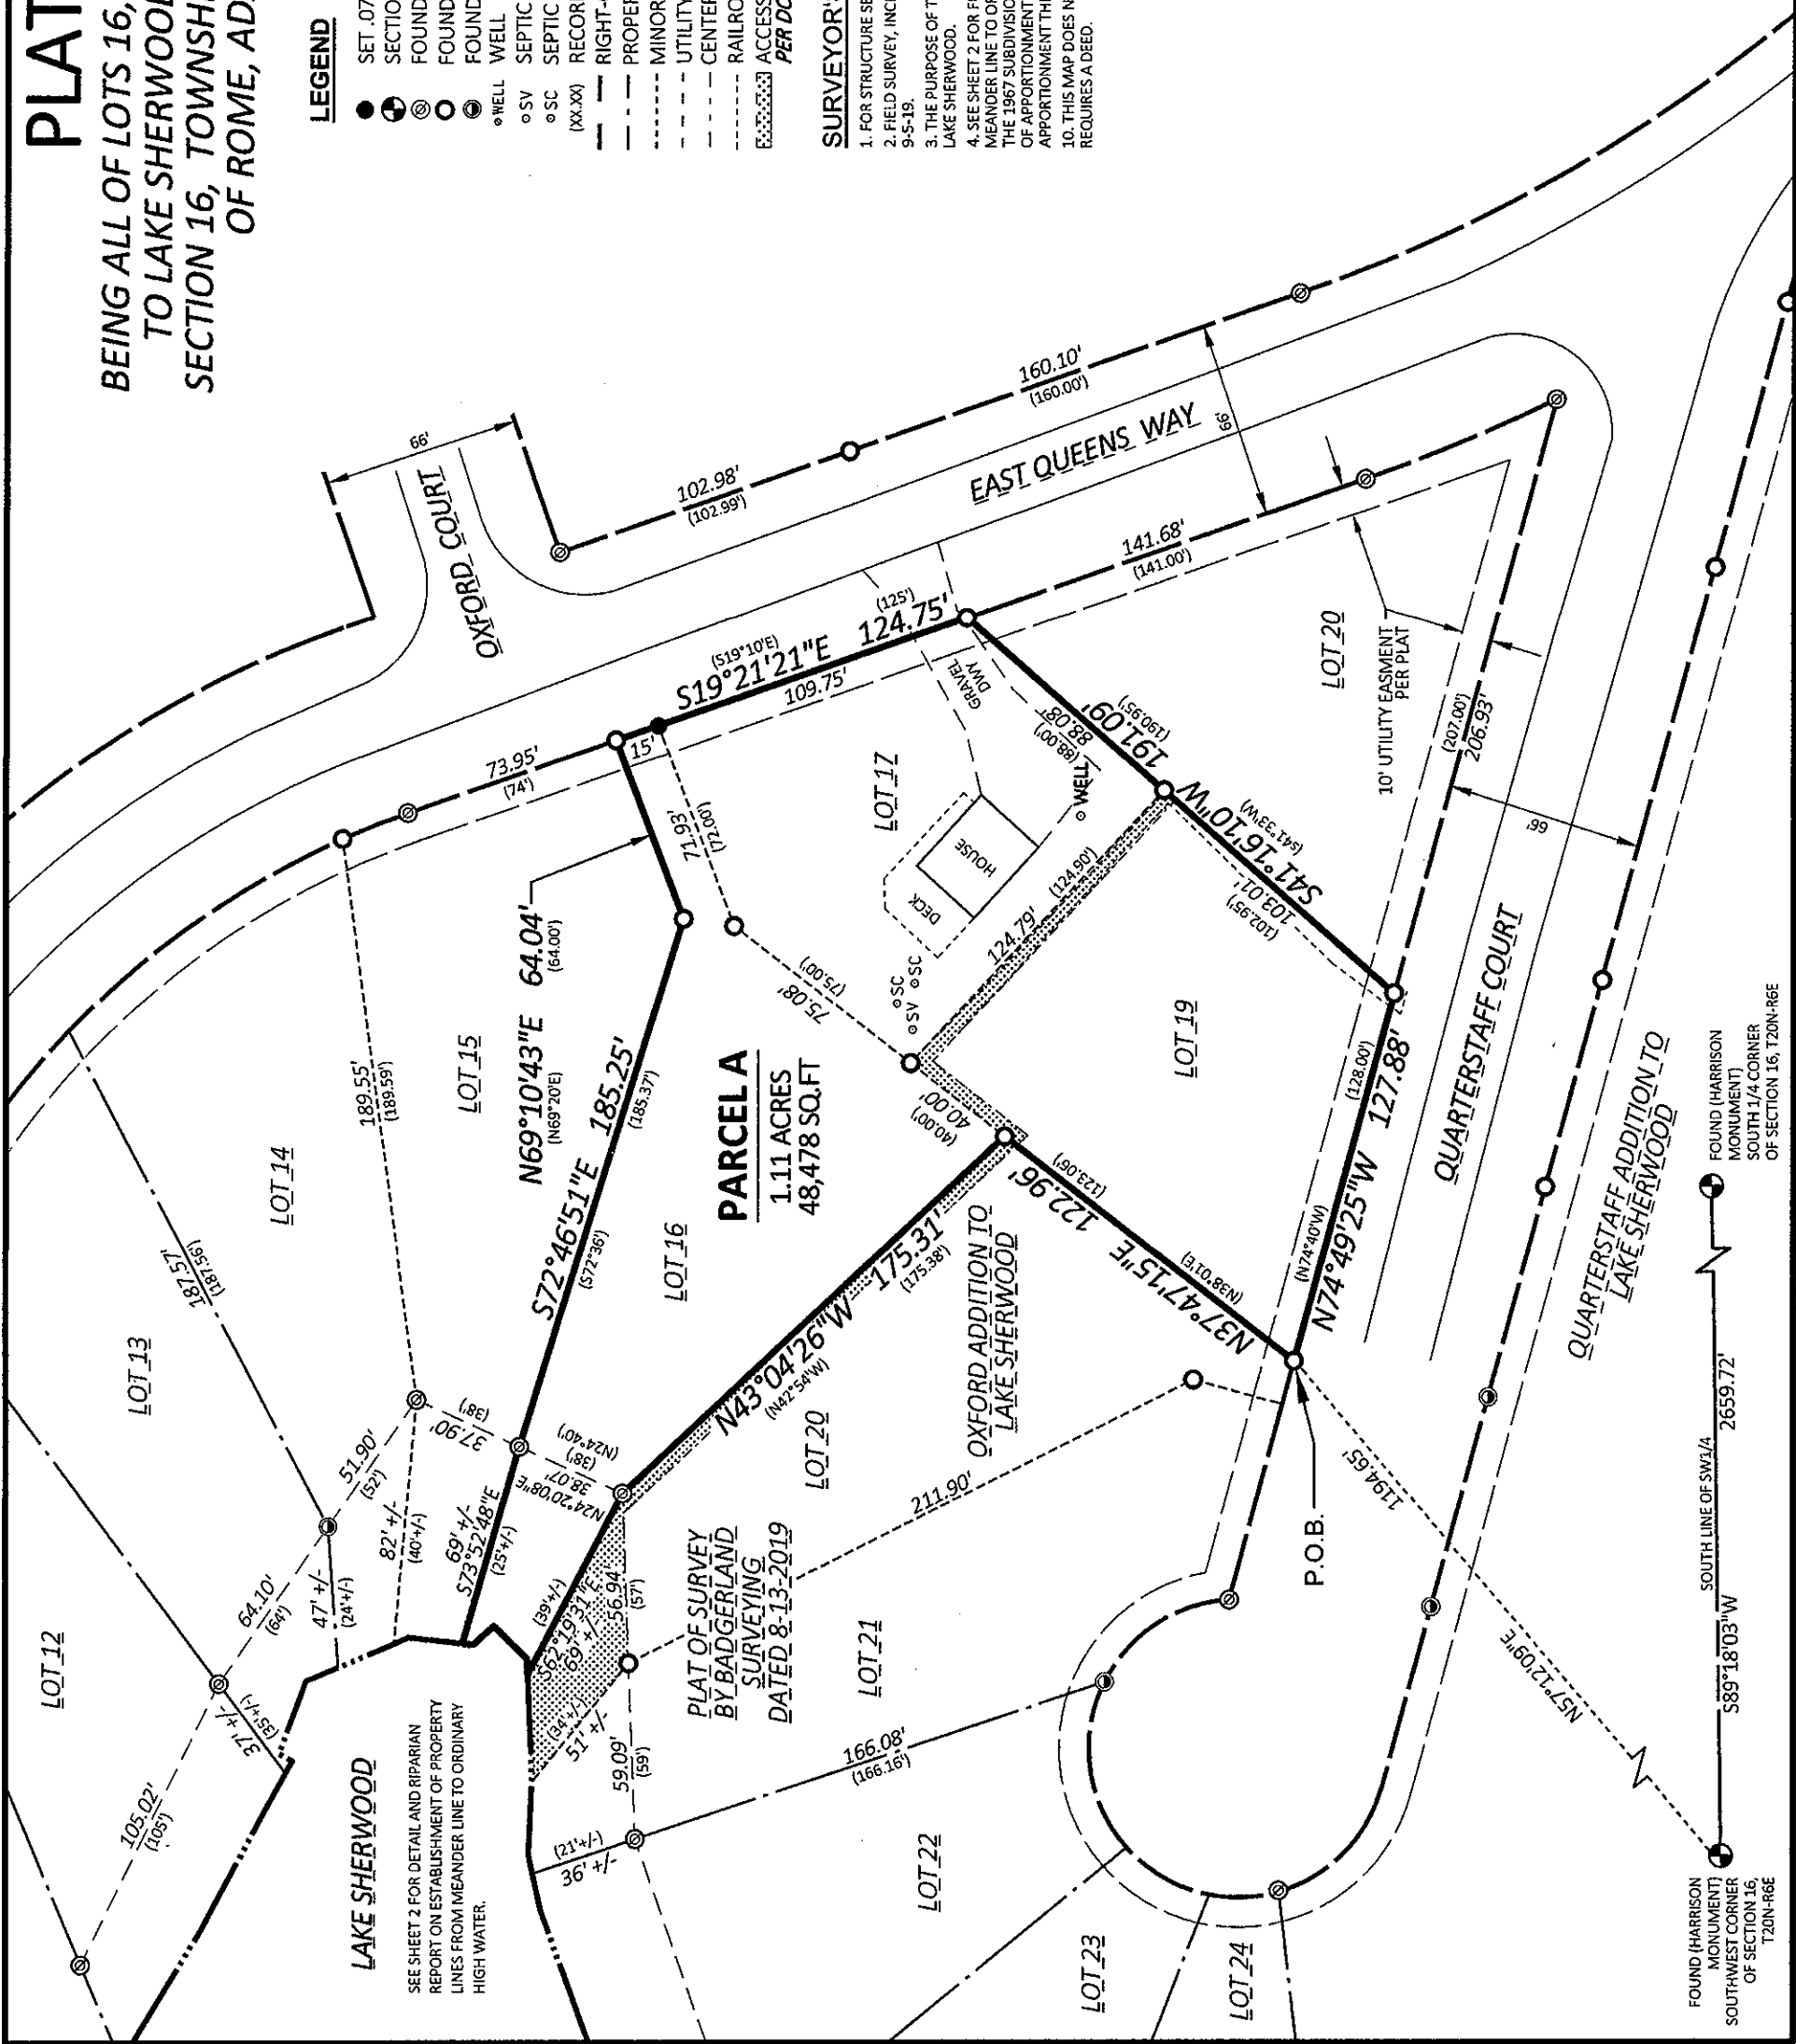 PLAT
BEING ALL OF LOTS 16,
TO LAKE SHERWOOD
SECTION 16, TOWNSHI
OF ROME, AD
LEGEND
SET .07
SECTIO
FOUND
FOUND
FOUND
WELL WELL
SV SEPTIC
SC SEPTIC
(XX.XX) RECOR
RIGHT-
PROPER
MINOR
UTILITY
CENTER
RAILRO
ACCESS
PER DO
SURVEYOR'
1. FOR STRUCTURE SE
2. FIELD SURVEY, INC
9-5-19.
3. THE PURPOSE OF T
LAKE SHERWOOD.
4. SEE SHEET 2 FOR F
MEANDER LINE TO OR
THE 1967 SUBDIVISIO
OF APPORTIONMENT
APPORTIONMENT THE
10. THIS MAP DOES N
REQUIRES A DEED.
OXFORD COURT
66'
102.98'
(102.99')
160.10'
(160.00')
EAST QUEENS WAY
66'
141.68'
(141.00')
73.95'
(74')
15'
(S19°10'E)
S19°21'21"E 124.75'
(125')
109.75'
GRAVEL
DWY
LOT 12
LOT 13
LOT 14
LOT 15
187.57'
(187.56')
189.55'
(189.59')
N69°10'43"E 64.04'
(N69°20'E)
(64.00')
71.93'
(72.00')
LOT 17
S72°46'51"E 185.25'
(S72°36')
(185.37')
LOT 16
PARCEL A
1.11 ACRES
48,478 SQ.FT
75.08'
(75.00')
HOUSE
DECK
WELL
SV
SC
SC
88.08'
(88.00')
191.09'
(190.95')
S41°16'10"W
(S41°33'W)
103.01'
(102.95')
124.79'
(124.90')
40.00'
(40.00')
LOT 19
LOT 20
10' UTILITY EASMENT
PER PLAT
(207.00')
206.93'
66'
N43°04'26"W 175.31'
(N42°54'W)
(175.38')
N37°47'15"E 122.96'
(N38°01'E)
(123.06')
N74°49'25"W 127.88'
(N74°40'W)
(128.00')
QUARTERSTAFF COURT
QUARTERSTAFF ADDITION TO
LAKE SHERWOOD
OXFORD ADDITION TO
LAKE SHERWOOD
LOT 20
105.02'
(105')
64.10'
(64')
51.90'
(52')
37.90'
(38')
37' +/-
(35'+/-)
47' +/-
(24'+/-)
82' +/-
(40'+/-)
69' +/-
S73°52'48"E
(25'+/-)
N24°20'08"E
38.07'
(38')
(N24°40')
(39'+/-)
S62°19'31"E
69' +/-
56.94'
(57')
(34'+/-)
51' +/-
59.09'
(59')
(21'+/-)
36' +/-
LAKE SHERWOOD
SEE SHEET 2 FOR DETAIL AND RIPARIAN
REPORT ON ESTABLISHMENT OF PROPERTY
LINES FROM MEANDER LINE TO ORDINARY
HIGH WATER.
PLAT OF SURVEY
BY BADGERLAND
SURVEYING
DATED 8-13-2019
211.90'
LOT 21
166.08'
(166.16')
LOT 22
LOT 23
LOT 24
P.O.B.
1194.65'
N57°12'09"E
FOUND (HARRISON
MONUMENT)
SOUTHWEST CORNER
OF SECTION 16,
T20N-R6E
SOUTH LINE OF SW1/4
S89°18'03"W 2659.72'
FOUND (HARRISON
MONUMENT)
SOUTH 1/4 CORNER
OF SECTION 16, T20N-R6E